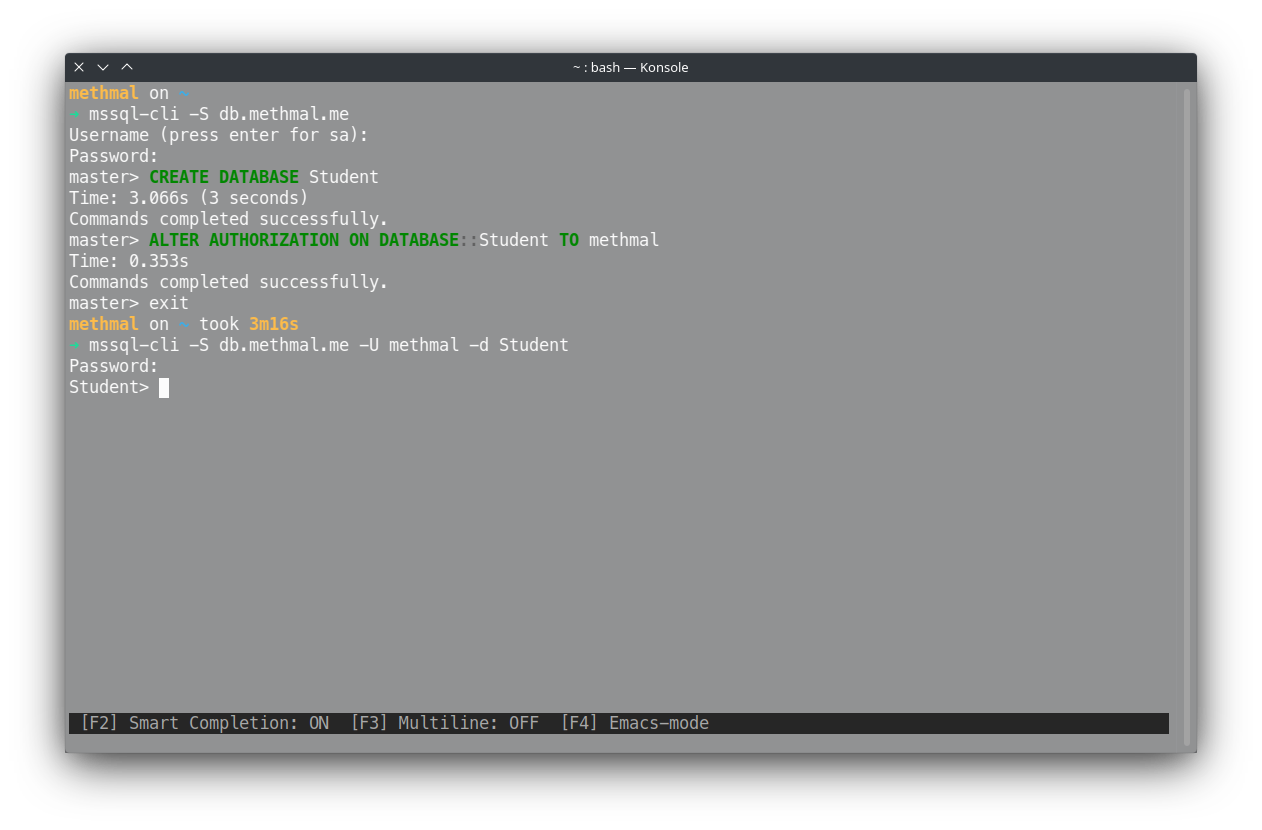 ~ : bash — Konsole
methmal on ~
➜ mssql-cli -S db.methmal.me
Username (press enter for sa):
Password:
master> CREATE DATABASE Student
Time: 3.066s (3 seconds)
Commands completed successfully.
master> ALTER AUTHORIZATION ON DATABASE::Student TO methmal
Time: 0.353s
Commands completed successfully.
master> exit
methmal on ~ took 3m16s
➜ mssql-cli -S db.methmal.me -U methmal -d Student
Password:
Student>
[F2] Smart Completion: ON  [F3] Multiline: OFF  [F4] Emacs-mode